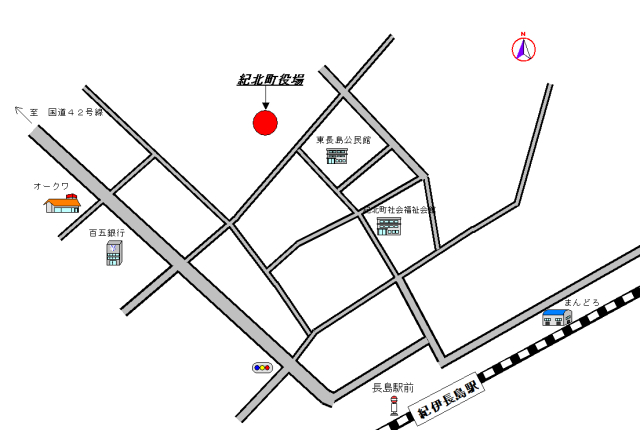 N
紀北町役場
至 国道42号線
東長島公民館
オークワ
紀北町社会福祉会館
百五銀行
まんどろ
長島駅前
紀伊長島駅